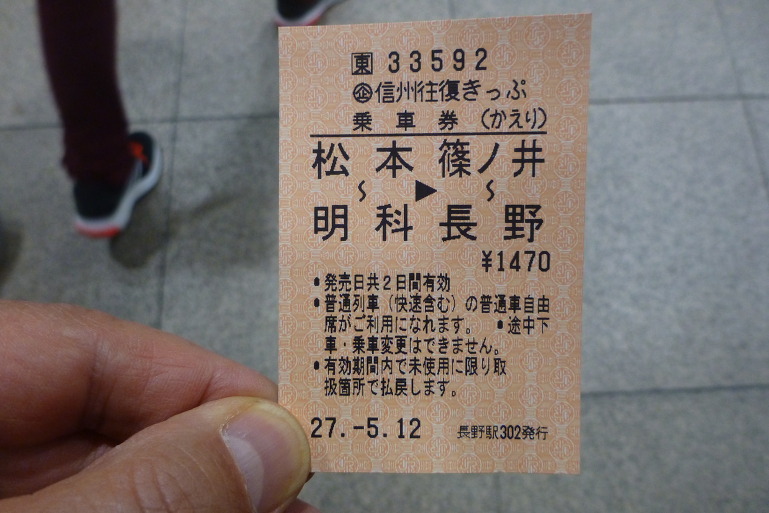 東 33592
企信州往復きっぷ
乗車券（かえり）
松本 篠ノ井
〜 ▶ 〜
明科 長野
¥1470
•発売日共2日間有効
•普通列車（快速含む）の普通車自由
席がご利用になれます。 •途中下
車・乗車変更はできません。
•有効期間内で未使用に限り取
扱箇所で払戻します。
27.-5.12 長野駅302発行